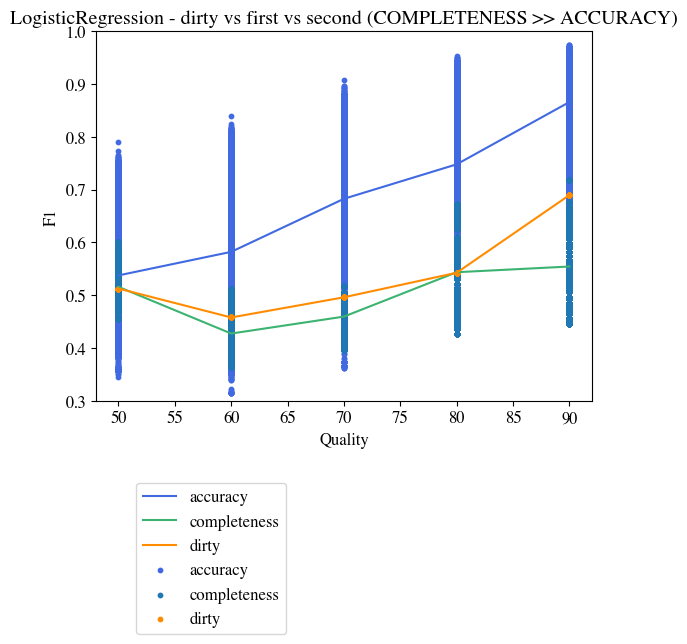 LogisticRegression - dirty vs first vs second (COMPLETENESS >> ACCURACY)
1.0
0.9
0.8
0.7
0.6
0.5
0.4
0.3
F1
50 55 60 65 70 75 80 85 90
Quality
accuracy
completeness
dirty
accuracy
completeness
dirty